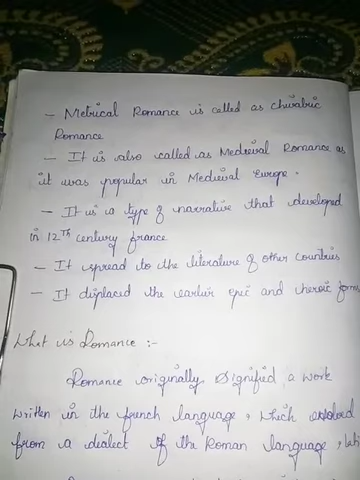 - Metrical Romance is called as chivalric
Romance
- It is also called as Medieval Romance as
it was popular in Medieval Europe.
- It is a type of narrative that developed
in 12th century france
- It spread to the literature of other countries
- It displaced the earlier epic and heroic forms
What is Romance :-
Romance originally signified a work
written in the french language, which evolved
from a dialect of the Roman language, lati